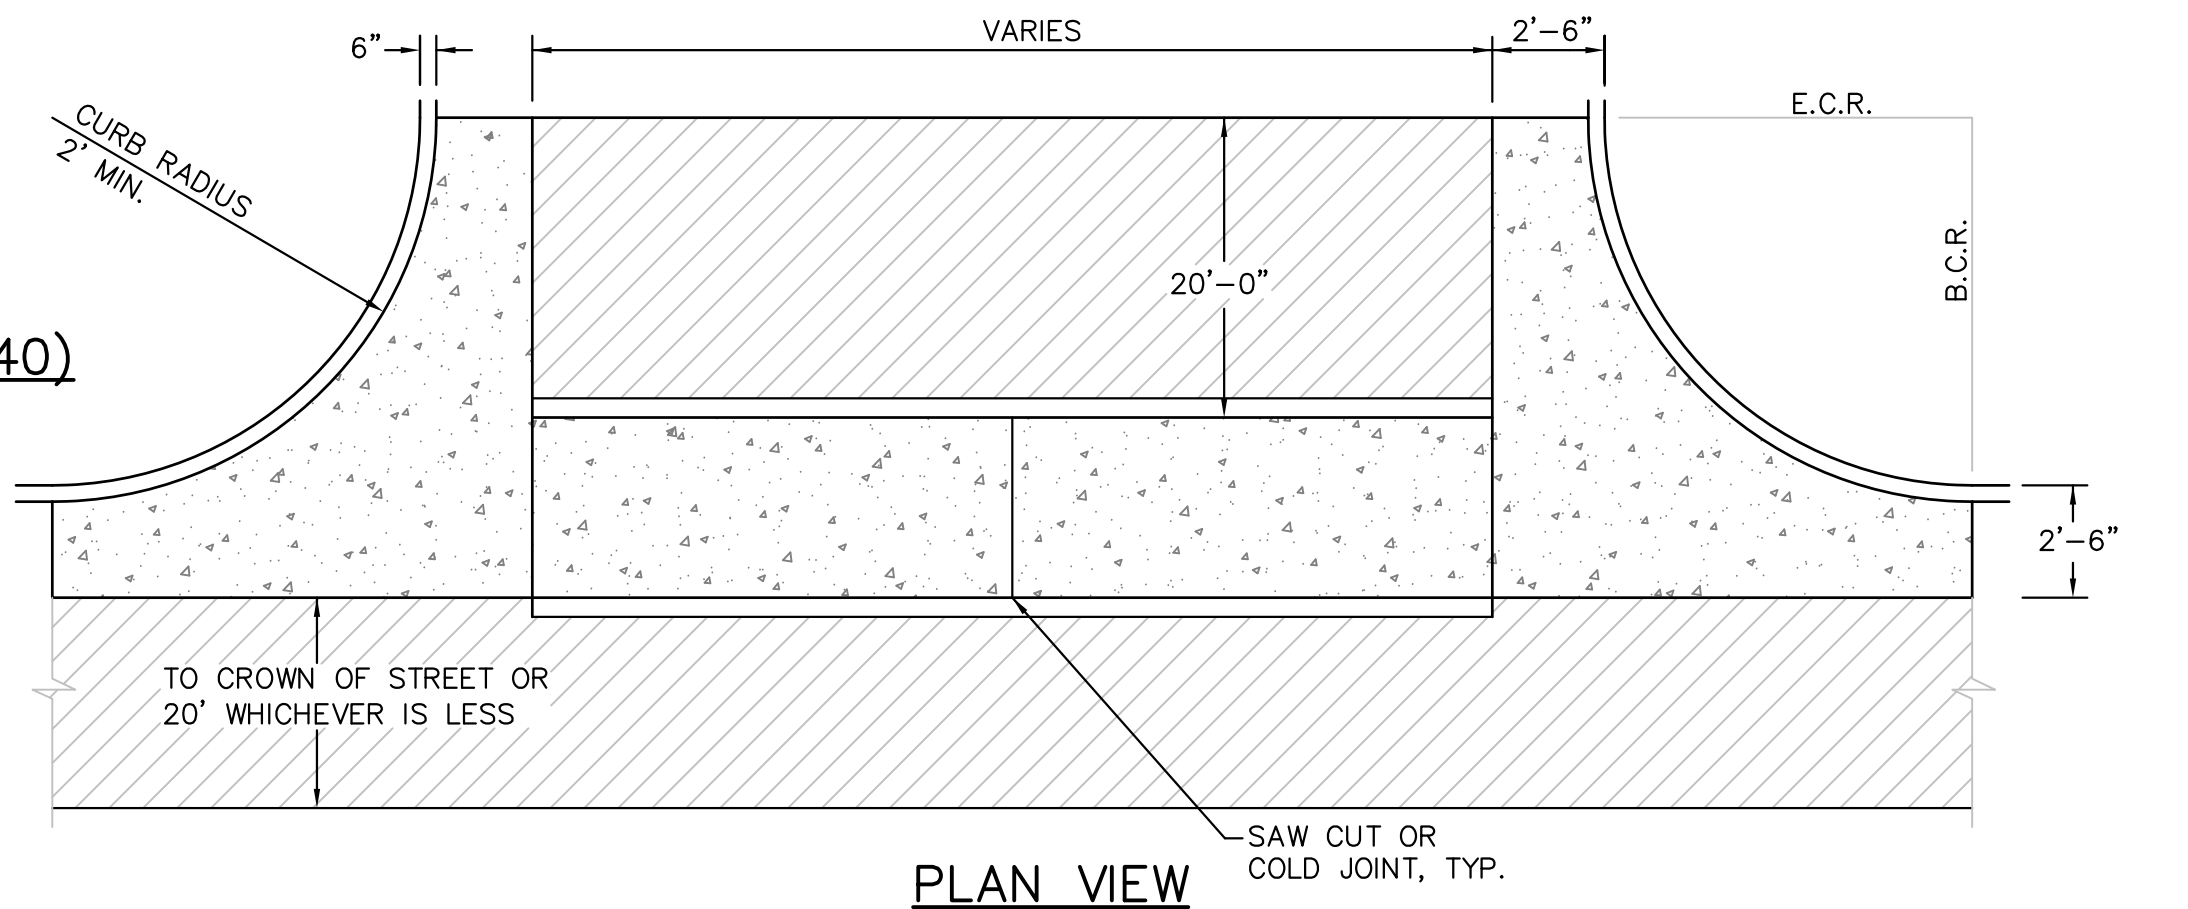 6” VARIES 2’-6”
E.C.R.
CURB RADIUS
2’ MIN.
B.C.R.
20’-0”
40)
2’-6”
TO CROWN OF STREET OR
20’ WHICHEVER IS LESS
SAW CUT OR
COLD JOINT, TYP.
PLAN VIEW